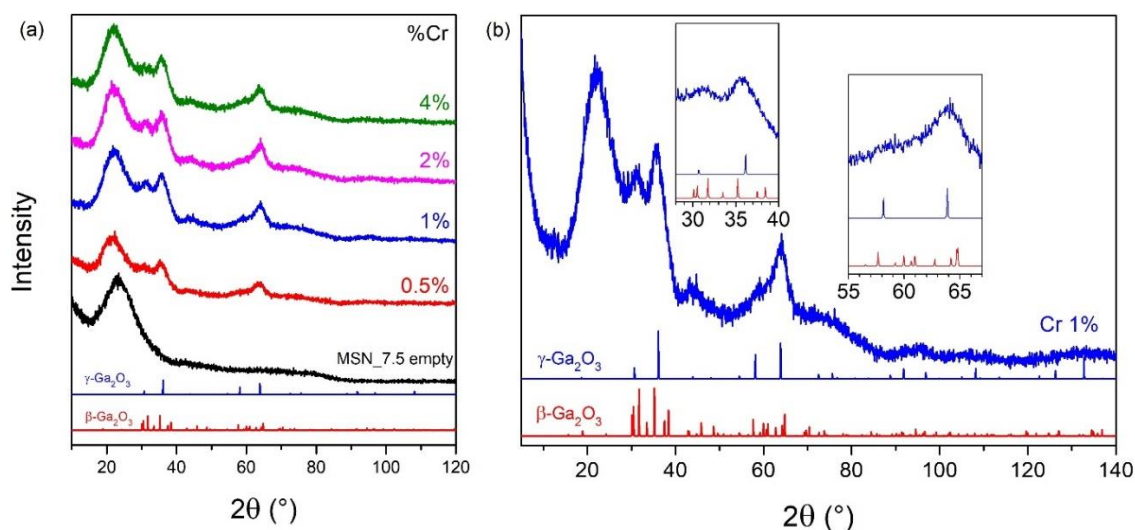 (a)
%Cr
4%
2%
1%
0.5%
MSN_7.5 empty
γ-Ga₂O₃
β-Ga₂O₃
Intensity
20 40 60 80 100 120
2θ (°)
(b)
30 35 40
55 60 65
Cr 1%
γ-Ga₂O₃
β-Ga₂O₃
20 40 60 80 100 120 140
2θ (°)